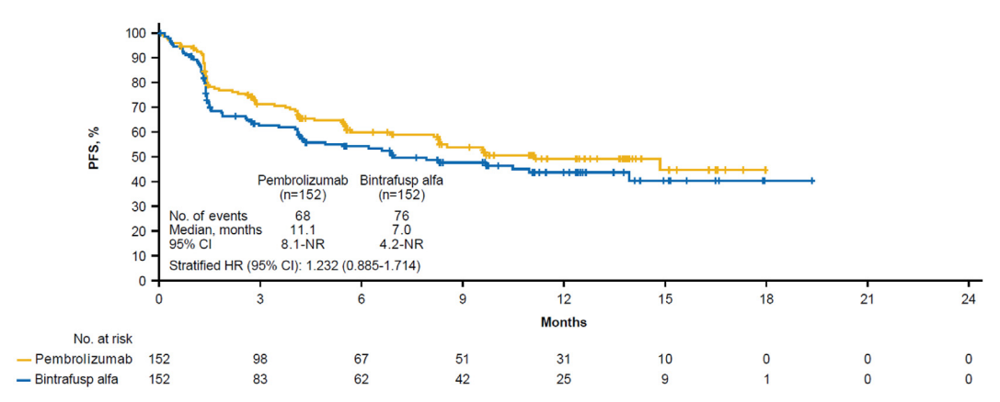 100
90
80
70
60
50
40
30
20
10
0
PFS, %
Pembrolizumab Bintrafusp alfa
(n=152) (n=152)
No. of events 68 76
Median, months 11.1 7.0
95% CI 8.1-NR 4.2-NR
Stratified HR (95% CI): 1.232 (0.885-1.714)
0 3 6 9 12 15 18 21 24
Months
No. at risk
Pembrolizumab 152 98 67 51 31 10 0 0 0
Bintrafusp alfa 152 83 62 42 25 9 1 0 0